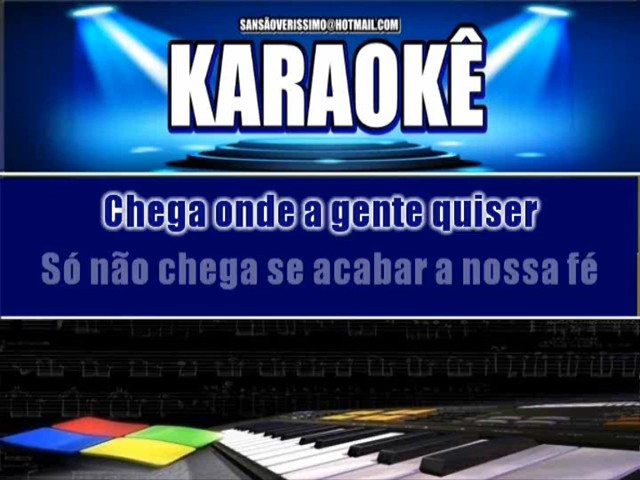 SANSÃOVERISSIMO@HOTMAIL.COM
KARAOKÊ
Chega onde a gente quiser
Só não chega se acabar a nossa fé